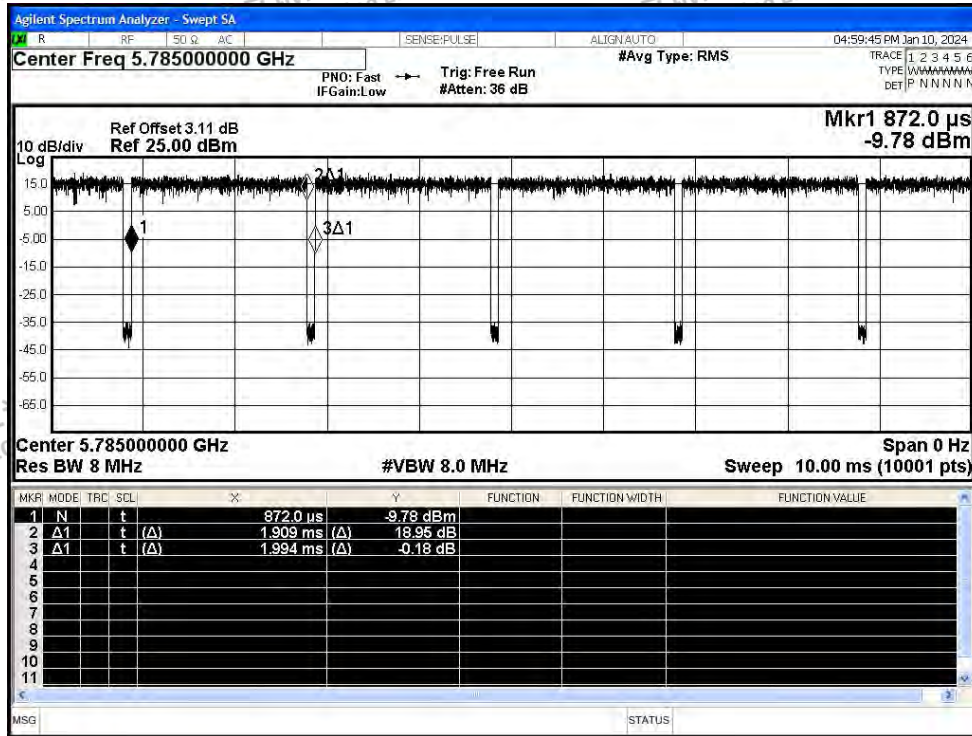 Agilent Spectrum Analyzer - Swept SA
LXI R RF 50 Ω AC SENSE:PULSE ALIGN AUTO 04:59:45 PM Jan 10, 2024
Center Freq 5.785000000 GHz #Avg Type: RMS TRACE 1 2 3 4 5 6
PNO: Fast Trig: Free Run TYPE WWWWWW
IFGain:Low #Atten: 36 dB DET P N N N N N
Mkr1 872.0 µs
Ref Offset 3.11 dB
10 dB/div Ref 25.00 dBm -9.78 dBm
Log
15.0 2Δ1
5.00 1 3Δ1
-5.00
-15.0
-25.0
-35.0
-45.0
-55.0
-65.0
Center 5.785000000 GHz Span 0 Hz
Res BW 8 MHz #VBW 8.0 MHz Sweep 10.00 ms (10001 pts)
MKR MODE TRC SCL X Y FUNCTION FUNCTION WIDTH FUNCTION VALUE
1 N t 872.0 µs -9.78 dBm
2 Δ1 t (Δ) 1.909 ms (Δ) 18.95 dB
3 Δ1 t (Δ) 1.994 ms (Δ) -0.18 dB
4
5
6
7
8
9
10
11
MSG STATUS